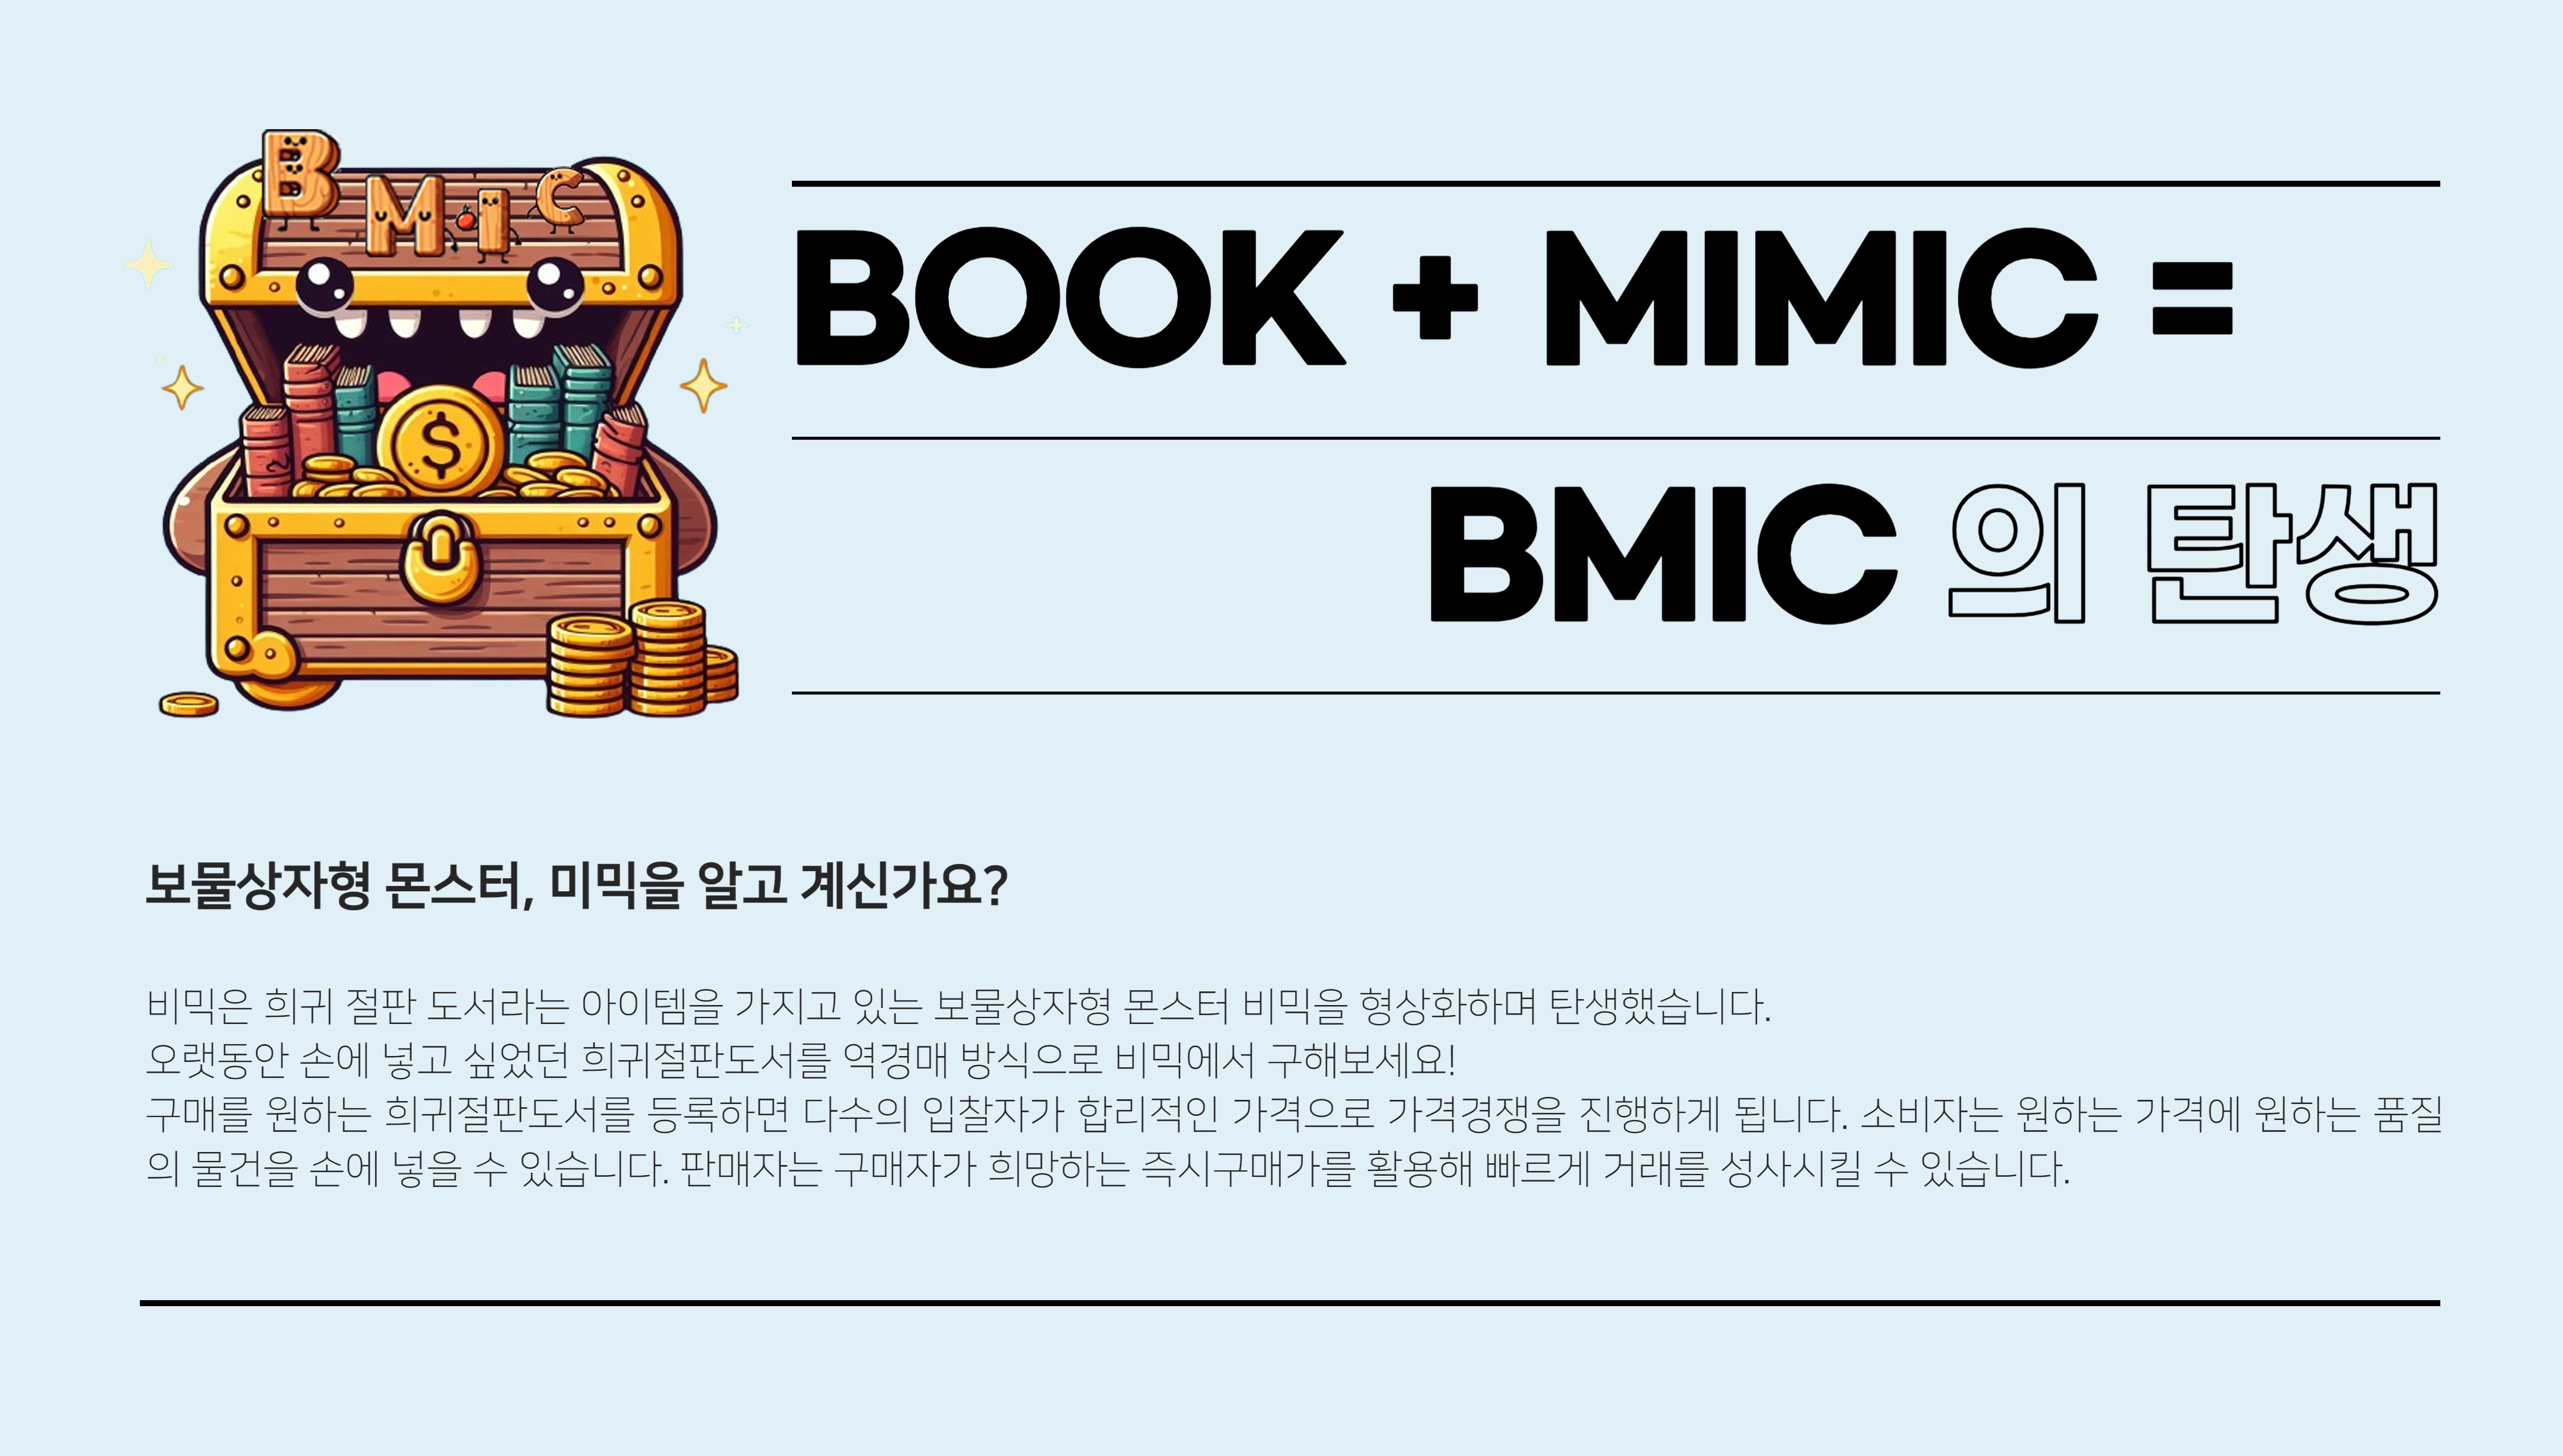 BMIC
BOOK + MIMIC =
BMIC 의 탄생
$
보물상자형 몬스터, 미믹을 알고 계신가요?
비믹은 희귀 절판 도서라는 아이템을 가지고 있는 보물상자형 몬스터 비믹을 형상화하며 탄생했습니다.
오랫동안 손에 넣고 싶었던 희귀절판도서를 역경매 방식으로 비믹에서 구해보세요!
구매를 원하는 희귀절판도서를 등록하면 다수의 입찰자가 합리적인 가격으로 가격경쟁을 진행하게 됩니다. 소비자는 원하는 가격에 원하는 품질
의 물건을 손에 넣을 수 있습니다. 판매자는 구매자가 희망하는 즉시구매가를 활용해 빠르게 거래를 성사시킬 수 있습니다.